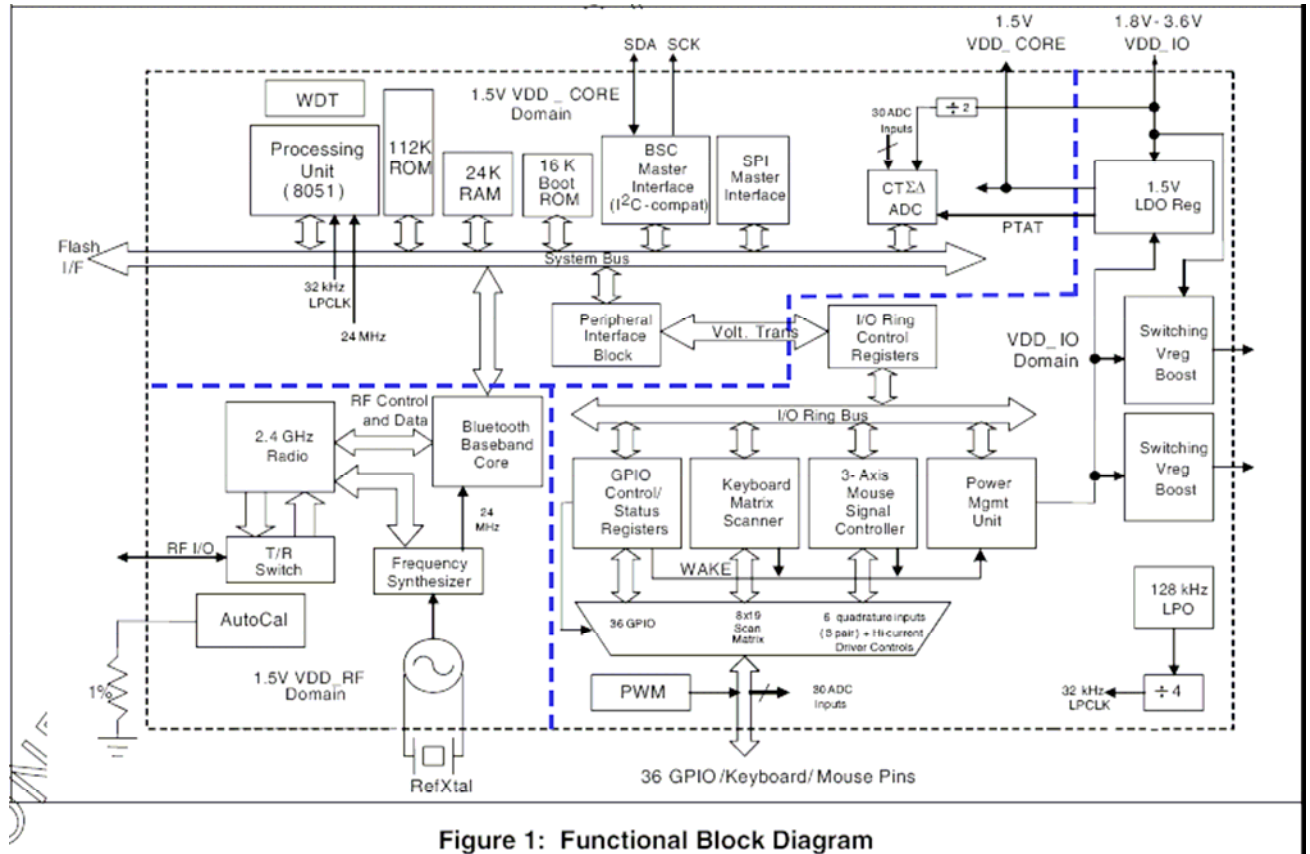 1.5V
VDD_ CORE
1.8V- 3.6V
VDD_IO
SDA SCK
WDT
1.5V VDD _ CORE
Domain
30 ADC
Inputs
÷ 2
Processing
Unit
(8051)
112K
ROM
24K
RAM
16 K
Boot
ROM
BSC
Master
Interface
(I2C -compat)
SPI
Master
Interface
CTΣΔ
ADC
1.5V
LDO Reg
PTAT
Flash
I/F
System Bus
32 kHz
LPCLK
24 MHz
Peripheral
Interface
Block
Volt. Trans
I/O Ring
Control
Registers
VDD_ IO
Domain
Switching
Vreg
Boost
RF Control
and Data
2.4 GHz
Radio
Bluetooth
Baseband
Core
I/O Ring Bus
GPIO
Control/
Status
Registers
Keyboard
Matrix
Scanner
3- Axis
Mouse
Signal
Controller
Power
Mgmt
Unit
Switching
Vreg
Boost
24
MHz
RF I/O
T/R
Switch
Frequency
Synthesizer
WAKE
AutoCal
36 GPIO
8x19
Scan
Matrix
6 quadrature inputs
(3 pair) + Hi-current
Driver Controls
128 kHz
LPO
1%
1.5V VDD_RF
Domain
PWM
30 ADC
Inputs
32 kHz
LPCLK
÷ 4
RefXtal
36 GPIO /Keyboard/ Mouse Pins
Figure 1: Functional Block Diagram